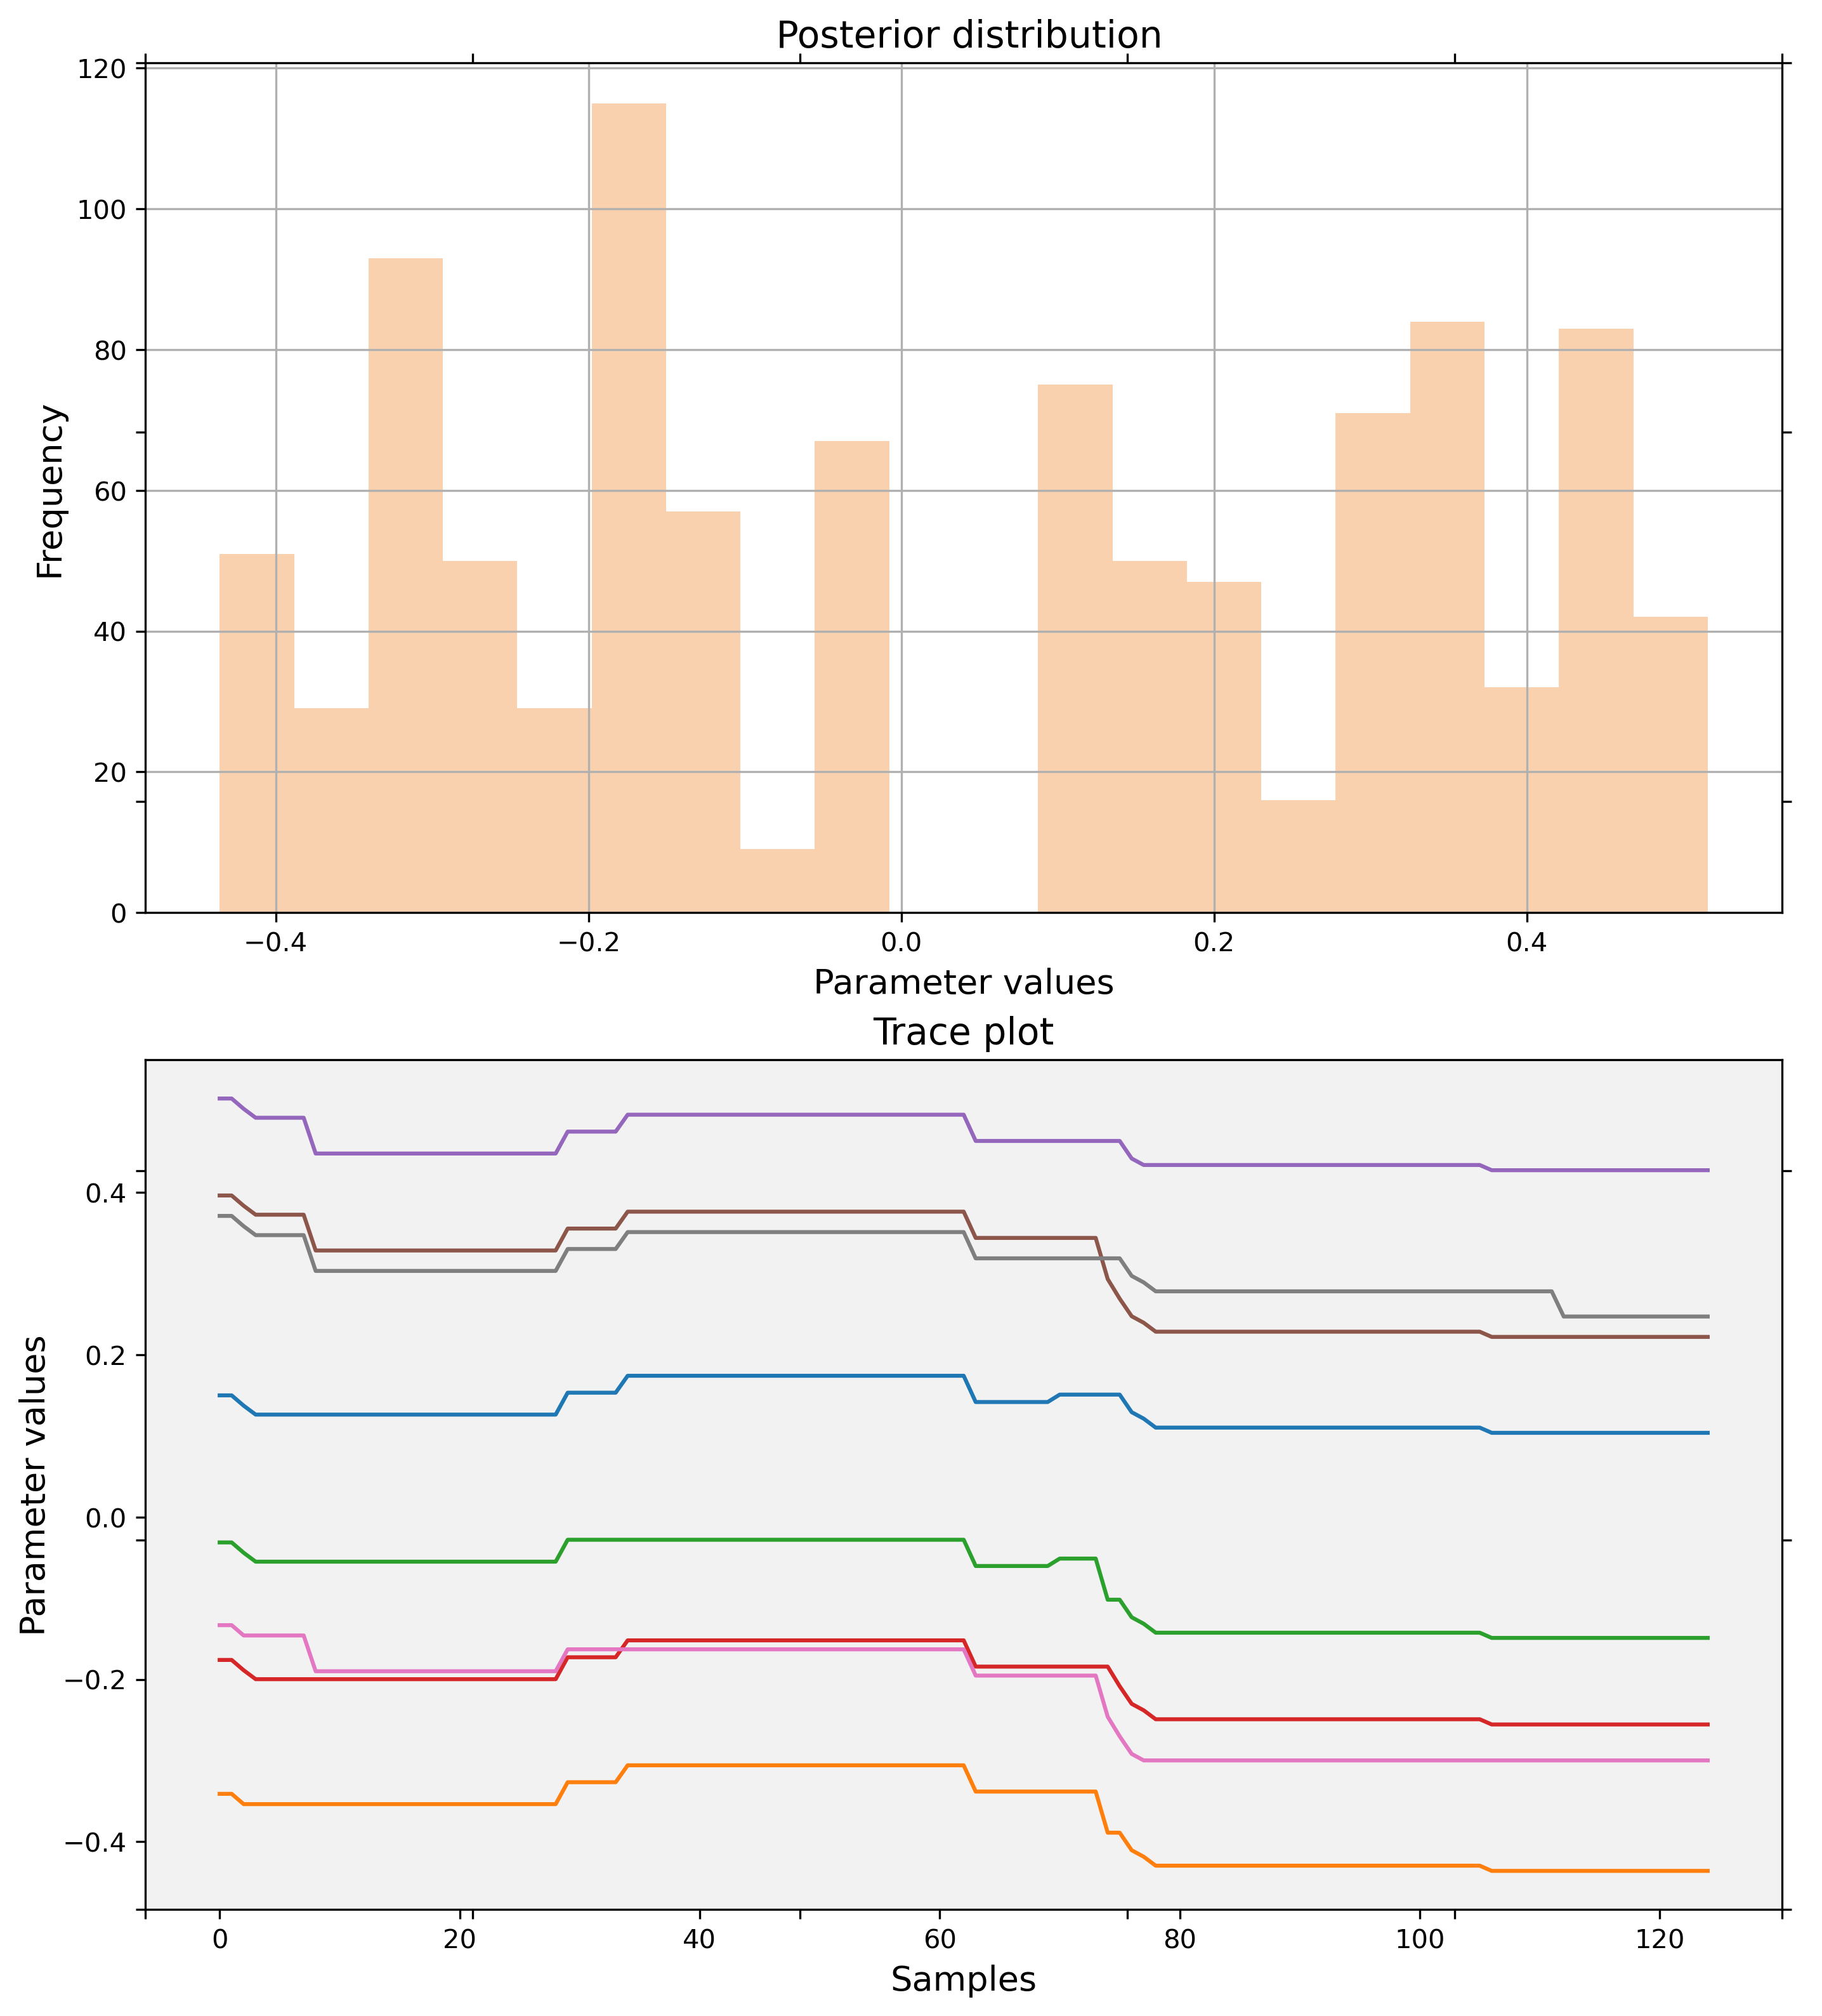 Posterior distribution
120
100
80
60
40
20
0
Frequency
−0.4 −0.2 0.0 0.2 0.4
Parameter values
Trace plot
0.4
0.2
0.0
−0.2
−0.4
Parameter values
0 20 40 60 80 100 120
Samples